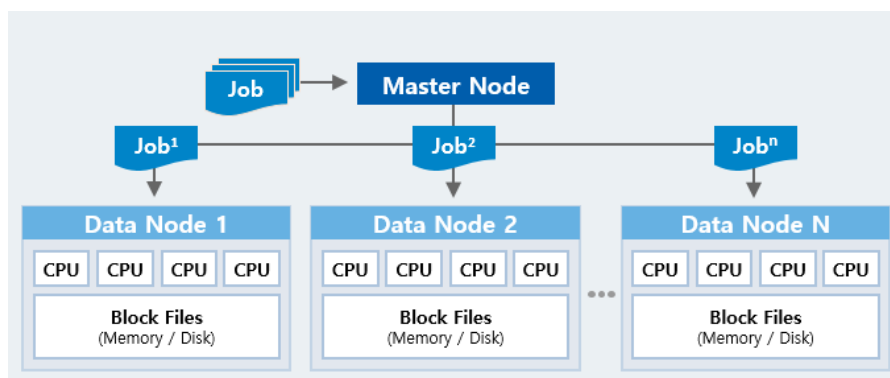 Job
Master Node
Job¹
Job²
Jobⁿ
Data Node 1
Data Node 2
Data Node N
CPU CPU CPU CPU
CPU CPU CPU CPU
CPU CPU CPU CPU
Block Files
(Memory / Disk)
Block Files
(Memory / Disk)
Block Files
(Memory / Disk)